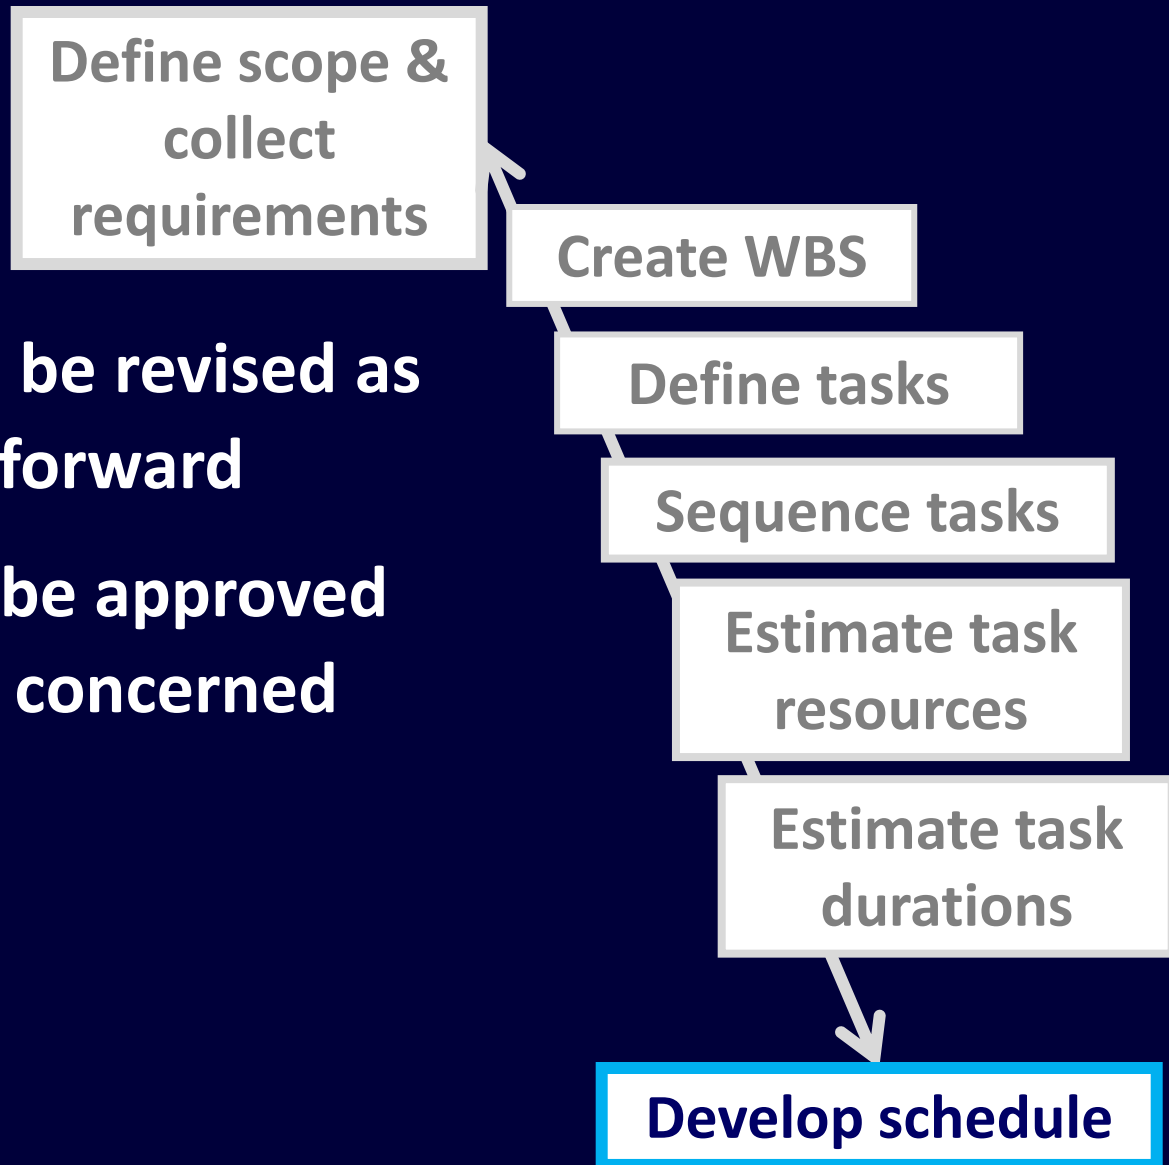 Define scope &
collect
requirements
Create WBS
be revised as
Define tasks
forward
Sequence tasks
be approved
concerned
Estimate task
resources
Estimate task
durations
Develop schedule